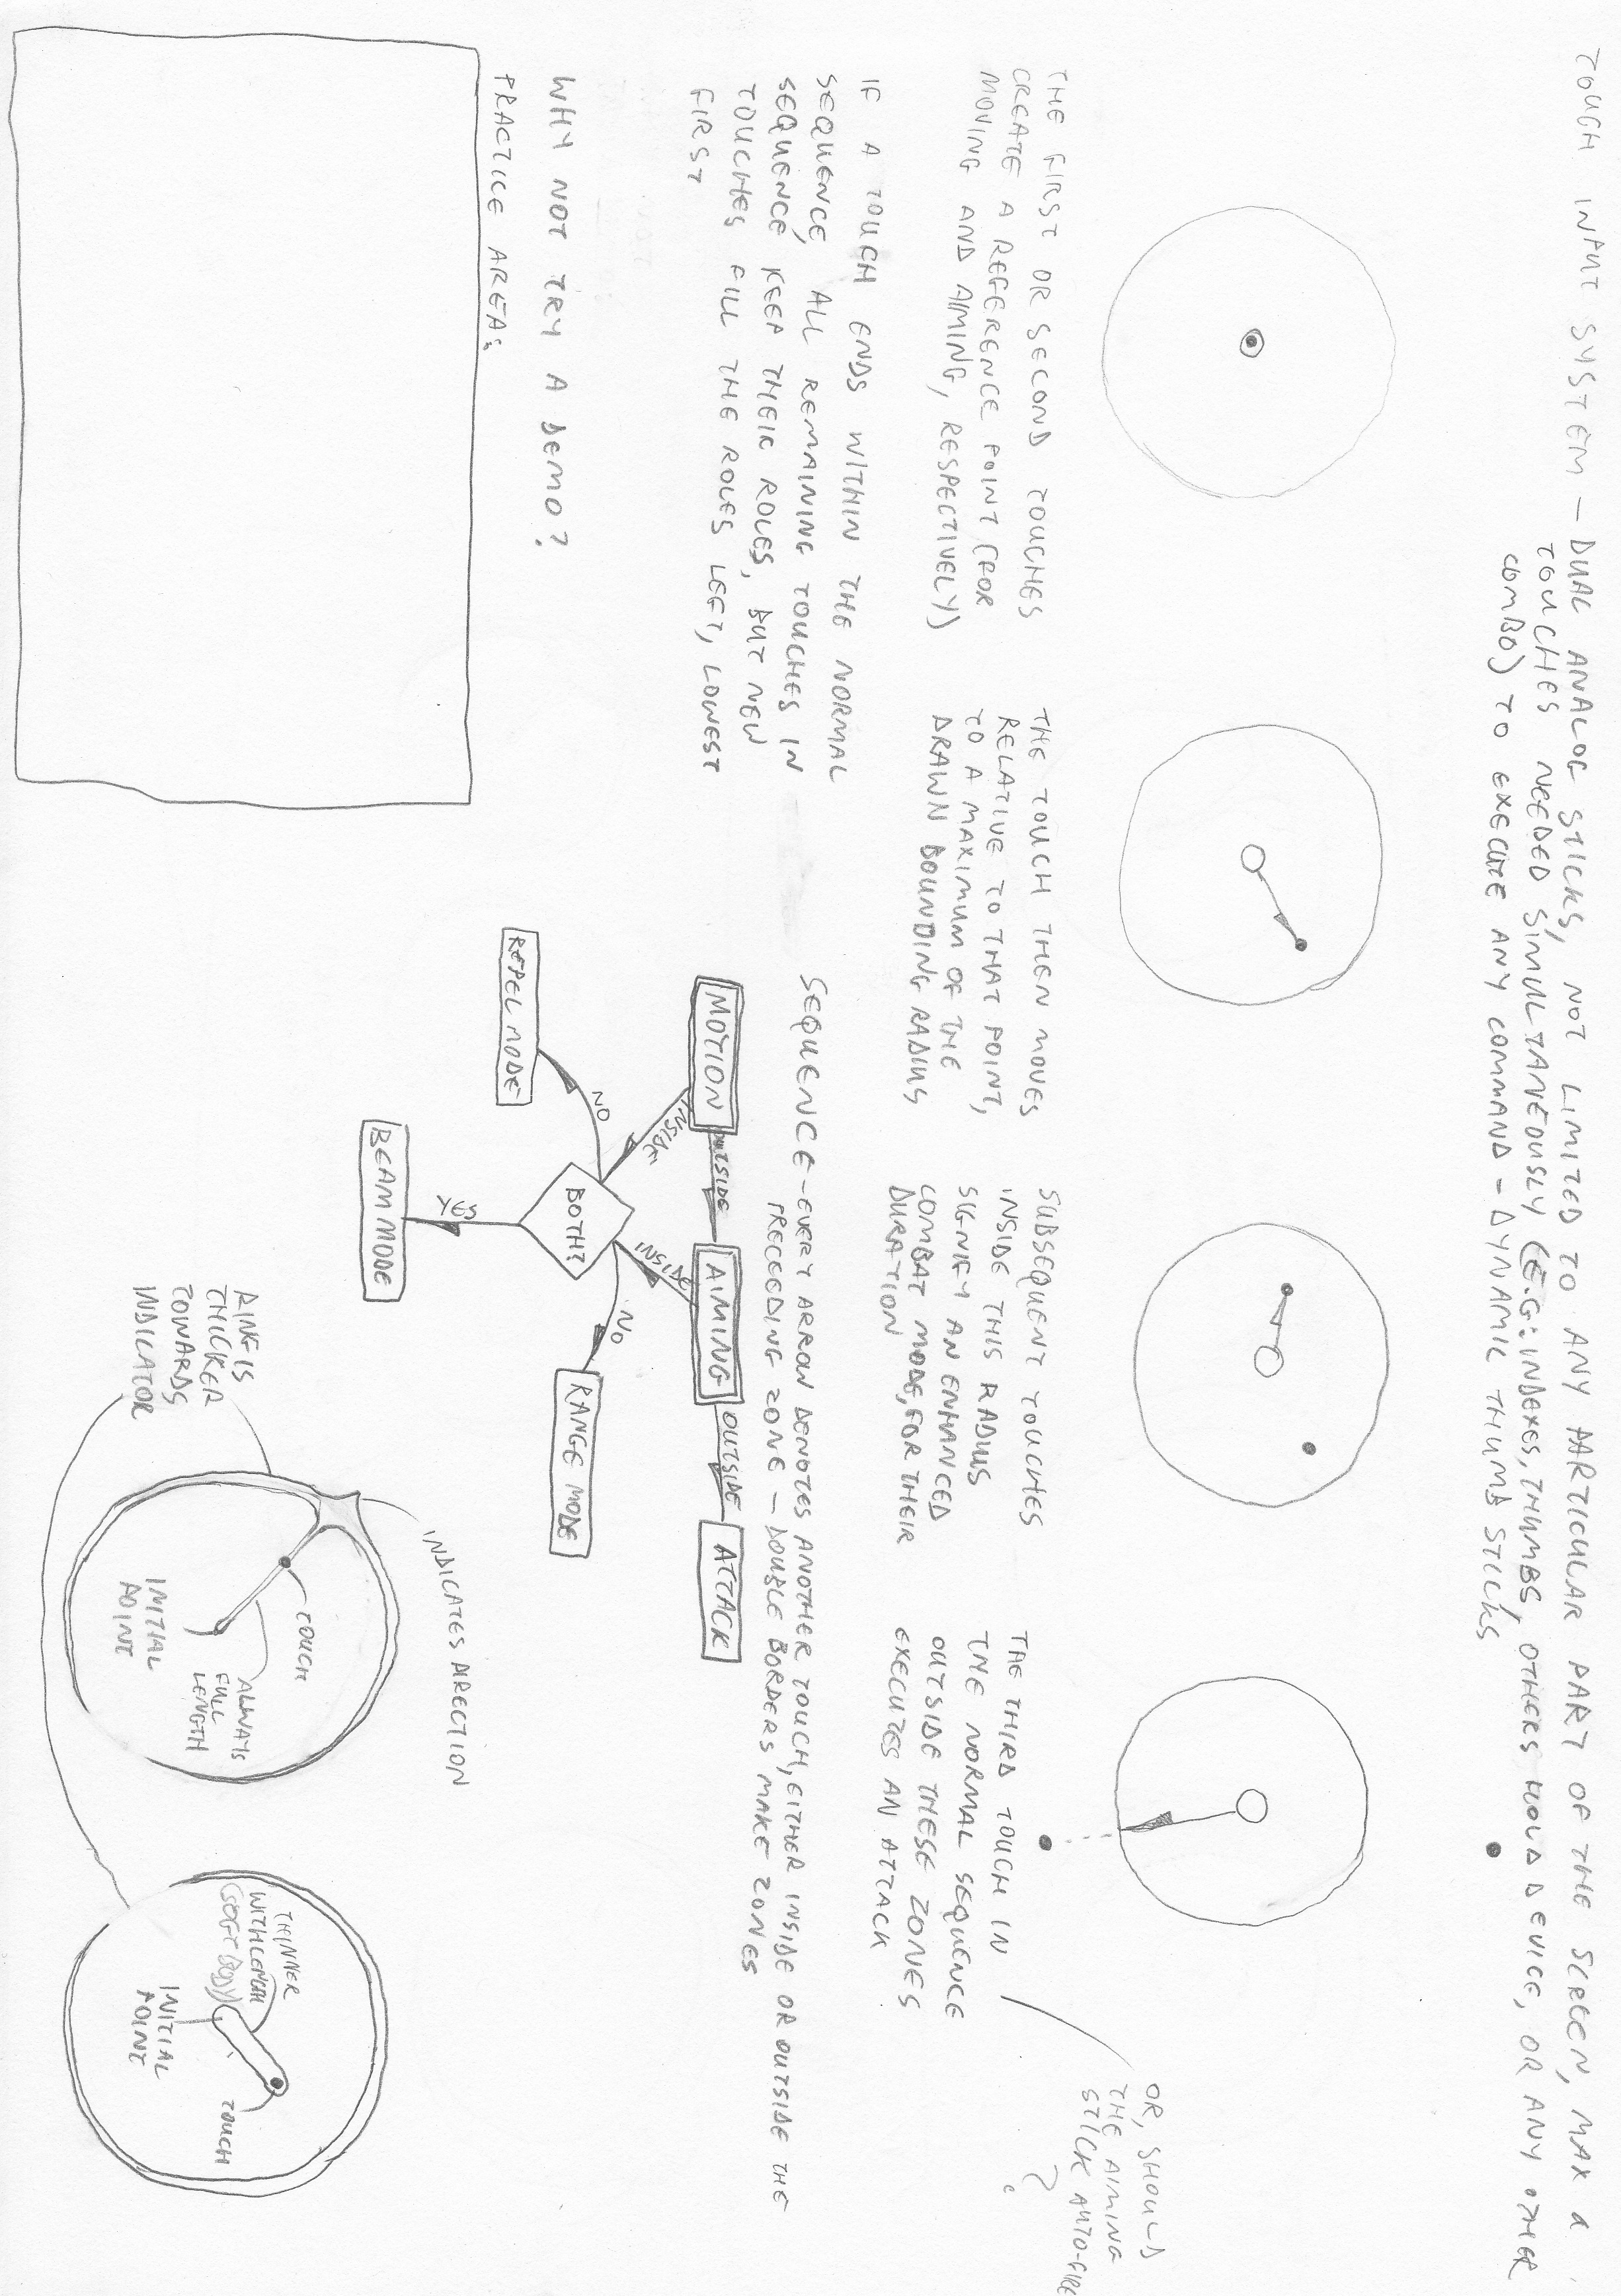 TOUCH INPUT SYSTEM – DUAL ANALOG STICKS, NOT LIMITED TO ANY PARTICULAR PART OF THE SCREEN, MAX 4
TOUCHES NEEDED SIMULTANEOUSLY (E.G: INDEXES, THUMBS, OTHERS HOLD DEVICE, OR ANY OTHER
COMBO) TO EXECUTE ANY COMMAND – DYNAMIC THUMB STICKS
THE FIRST OR SECOND TOUCHES
CREATE A REFERENCE POINT (FOR
MOVING AND AIMING, RESPECTIVELY)
THE TOUCH THEN MOVES
RELATIVE TO THAT POINT,
TO A MAXIMUM OF THE
DRAWN BOUNDING RADIUS
SUBSEQUENT TOUCHES
INSIDE THIS RADIUS
SIGNIFY AN ENHANCED
COMBAT MODE, FOR THEIR
DURATION
THE THIRD TOUCH IN
THE NORMAL SEQUENCE
OUTSIDE THESE ZONES
EXECUTES AN ATTACK
OR, SHOULD
THE AIMING
STICK AUTO-FIRE
?
IF A TOUCH ENDS WITHIN THE NORMAL
SEQUENCE, ALL REMAINING TOUCHES IN
SEQUENCE KEEP THEIR ROLES, BUT NEW
TOUCHES FILL THE ROLES LEFT, LOWEST
FIRST
SEQUENCE – EVERY ARROW DENOTES ANOTHER TOUCH, EITHER INSIDE OR OUTSIDE THE
PRECEEDING ZONE – DOUBLE BORDERS MAKE ZONES
MOTION
OUTSIDE
AIMING
OUTSIDE
ATTACK
INSIDE
INSIDE
BOTH?
NO
NO
YES
REPEL MODE
RANGE MODE
BEAM MODE
WHY NOT TRY A DEMO?
PRACTICE AREA:
RING IS
THICKER
TOWARDS
INDICATOR
INDICATES DIRECTION
TOUCH
ALWAYS
FULL
LENGTH
INITIAL
POINT
THINNER
WITH LENGTH
(SOFT BODY)
INITIAL
POINT
TOUCH